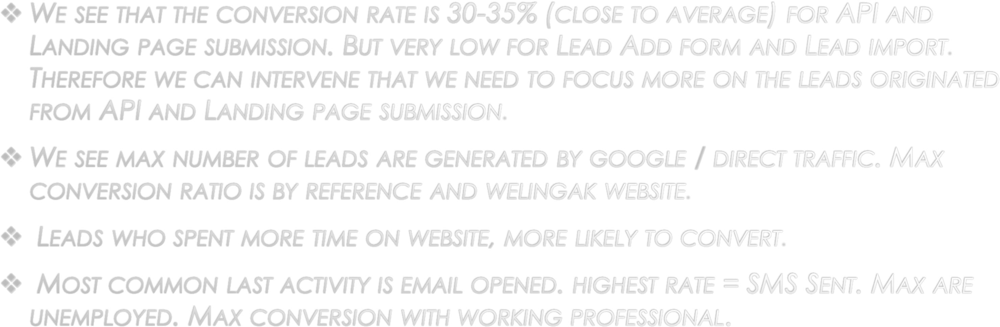 ❖ We see that the conversion rate is 30-35% (close to average) for API and
Landing page submission. But very low for Lead Add form and Lead import.
Therefore we can intervene that we need to focus more on the leads originated
from API and Landing page submission.
❖ We see max number of leads are generated by google / direct traffic. Max
conversion ratio is by reference and welingak website.
❖ Leads who spent more time on website, more likely to convert.
❖ Most common last activity is email opened. highest rate = SMS Sent. Max are
unemployed. Max conversion with working professional.